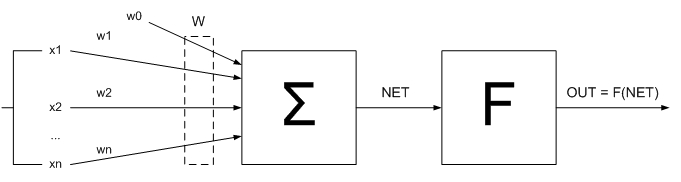 w0
W
x1
w1
Σ
F
NET
OUT = F(NET)
x2
w2
...
xn
wn